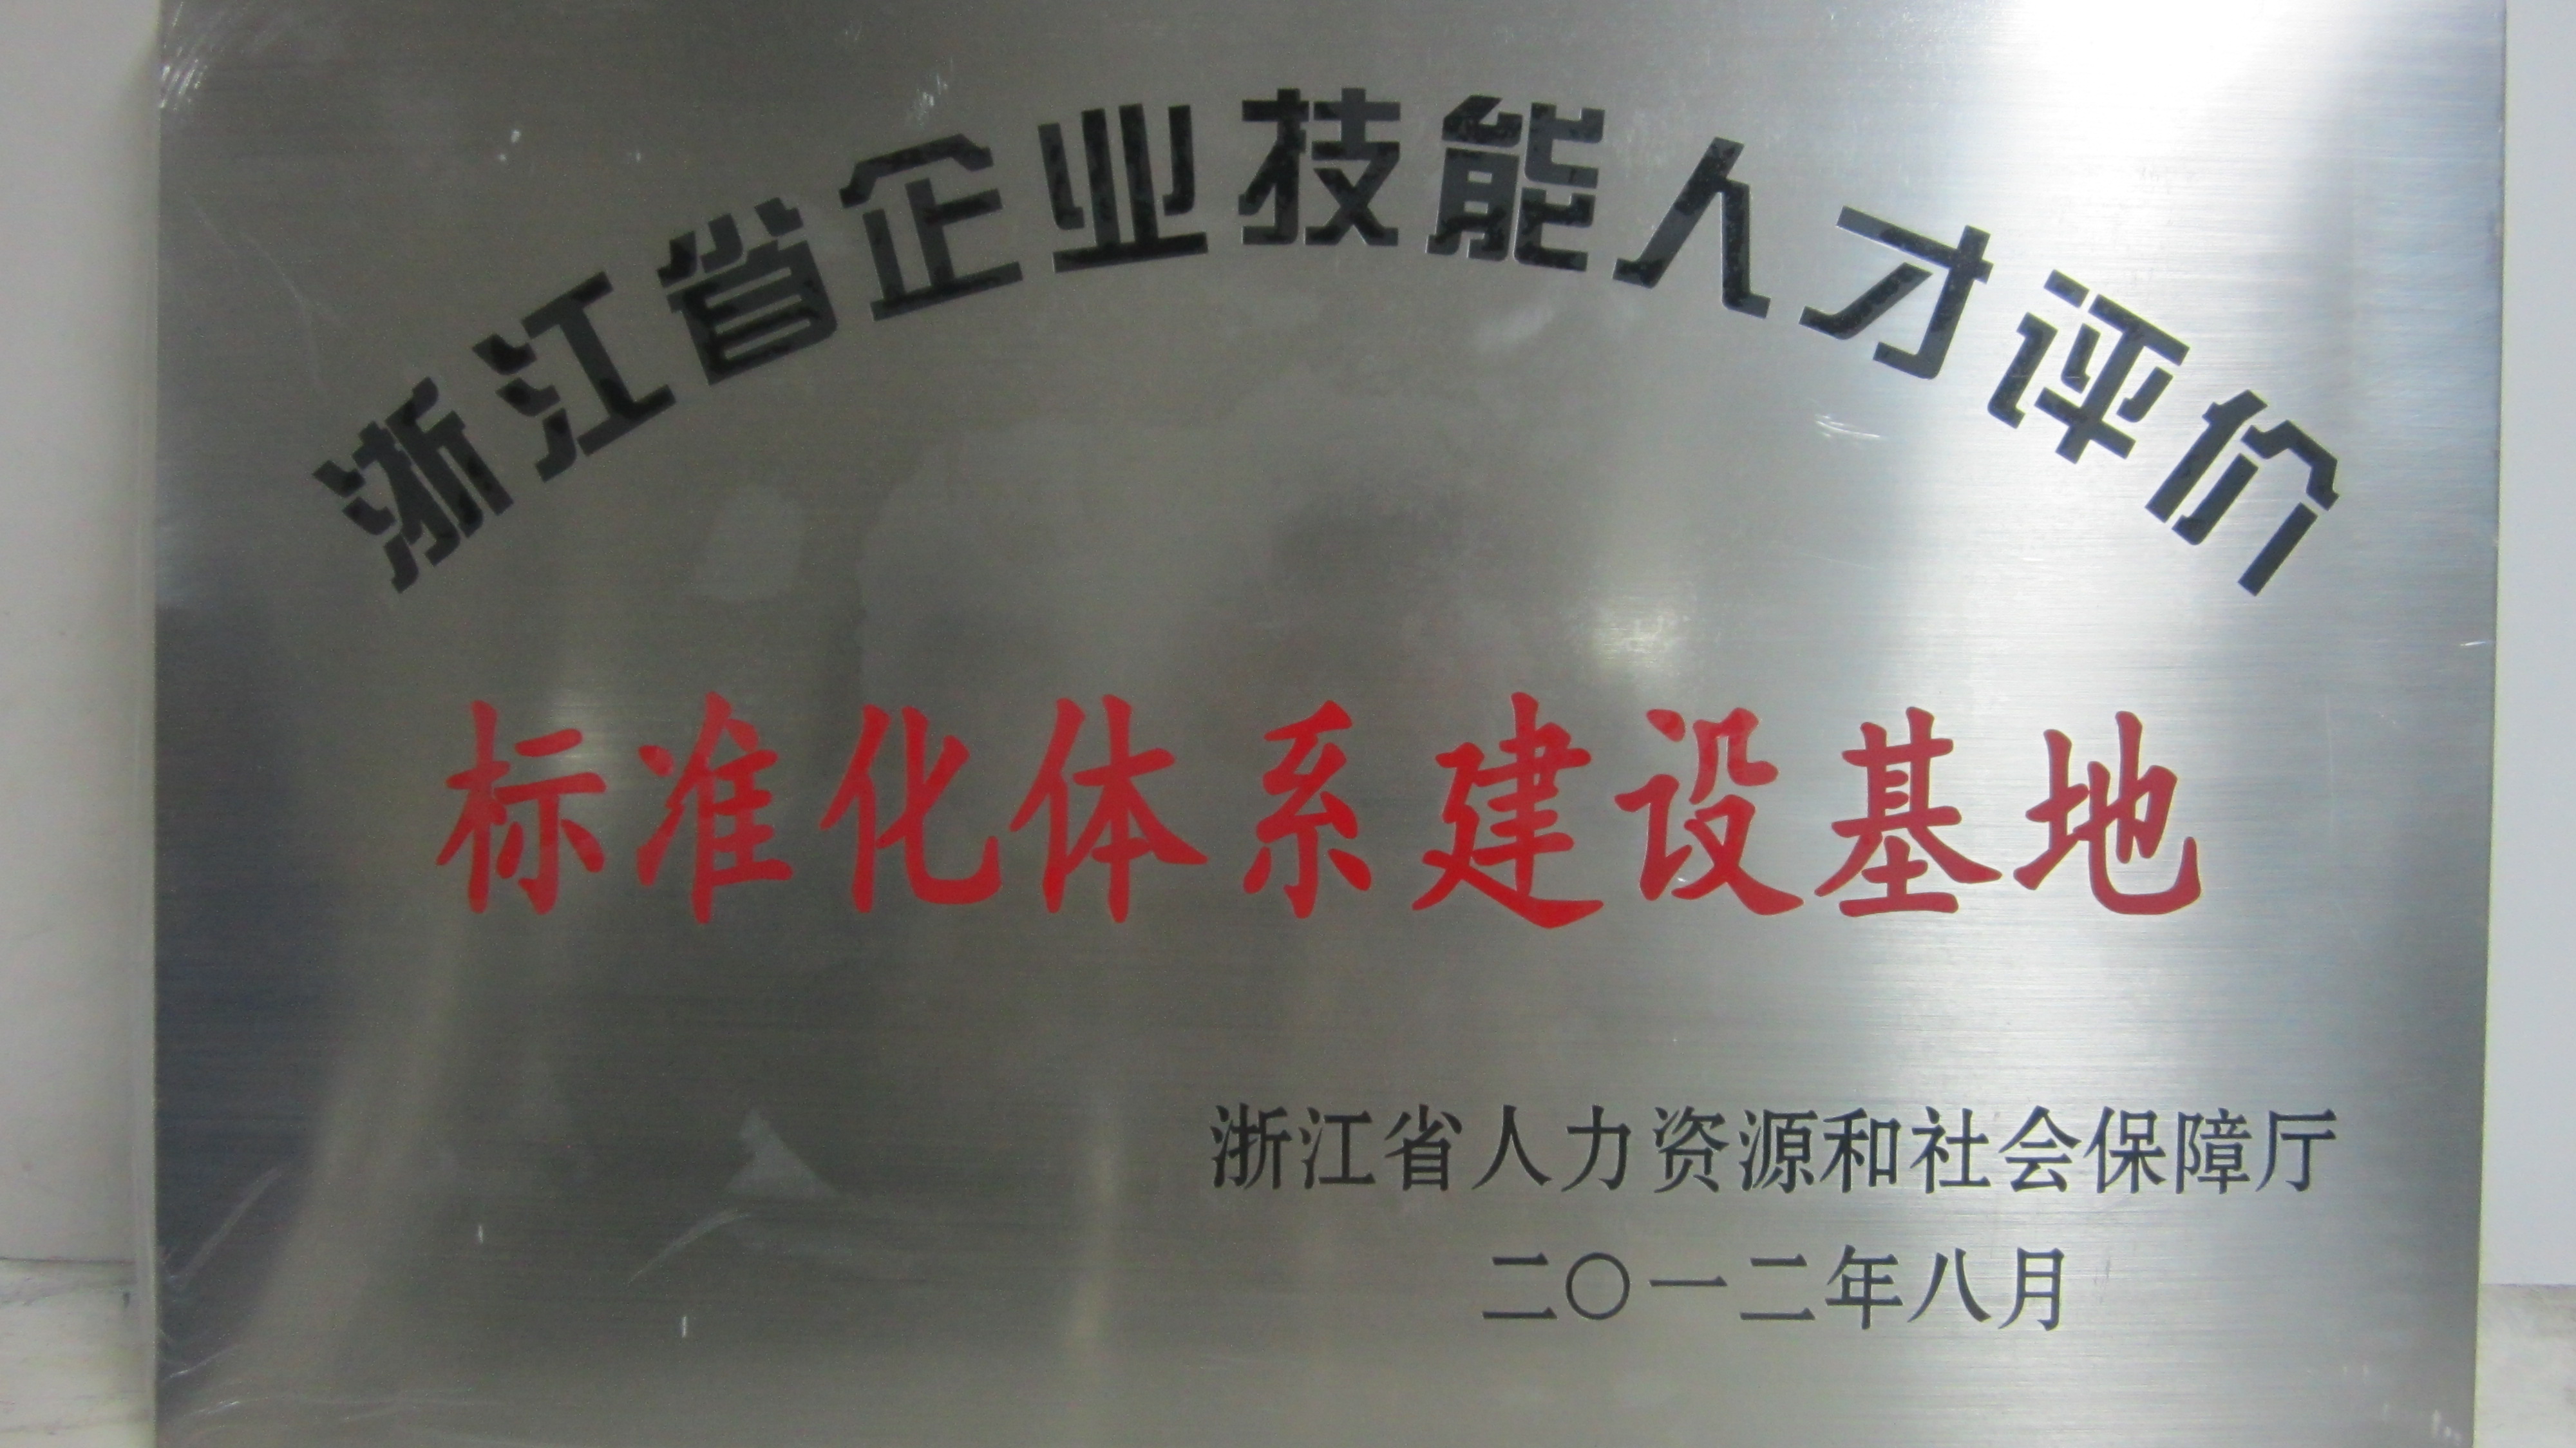 浙江省企业技能人才评价
标准化体系建设基地
浙江省人力资源和社会保障厅
二〇一二年八月